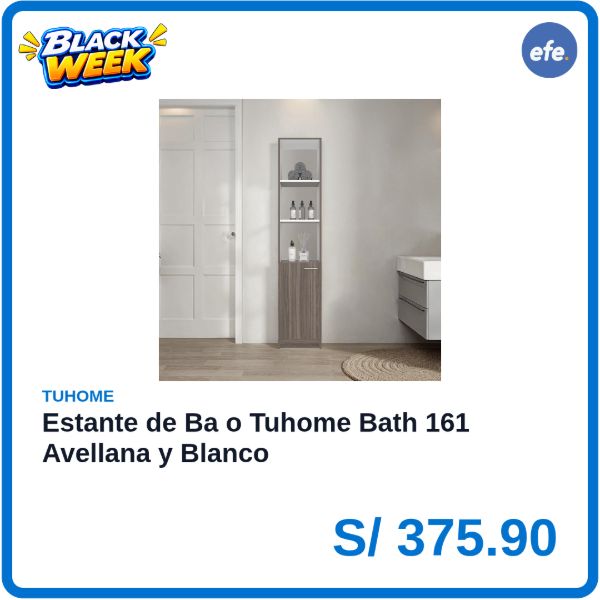 BLACK
WEEK
efe.
TUHOME
Estante de Ba o Tuhome Bath 161
Avellana y Blanco
S/ 375.90